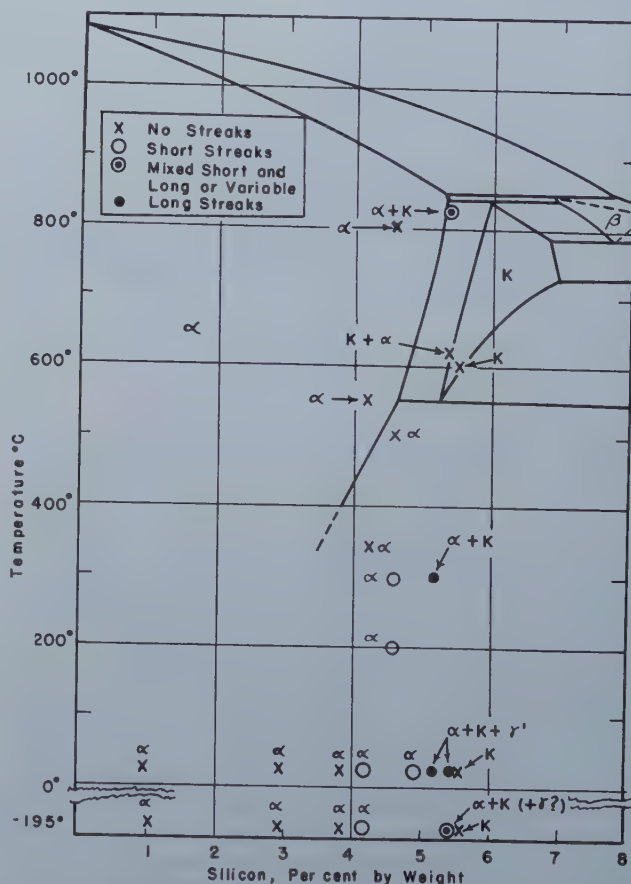 1000°
X No Streaks
O Short Streaks
Mixed Short and
Long or Variable
Long Streaks
α+K
800°
α
β
K
α
K + α
K
600°
α
X α
400°
α + K
X α
α
α
200°
α+K+γ'
α α α α α K
0°
α α α α α+K (+γ?)
-195°
K
1 2 3 4 5 6 7 8
Silicon, Per cent by Weight
Temperature °C